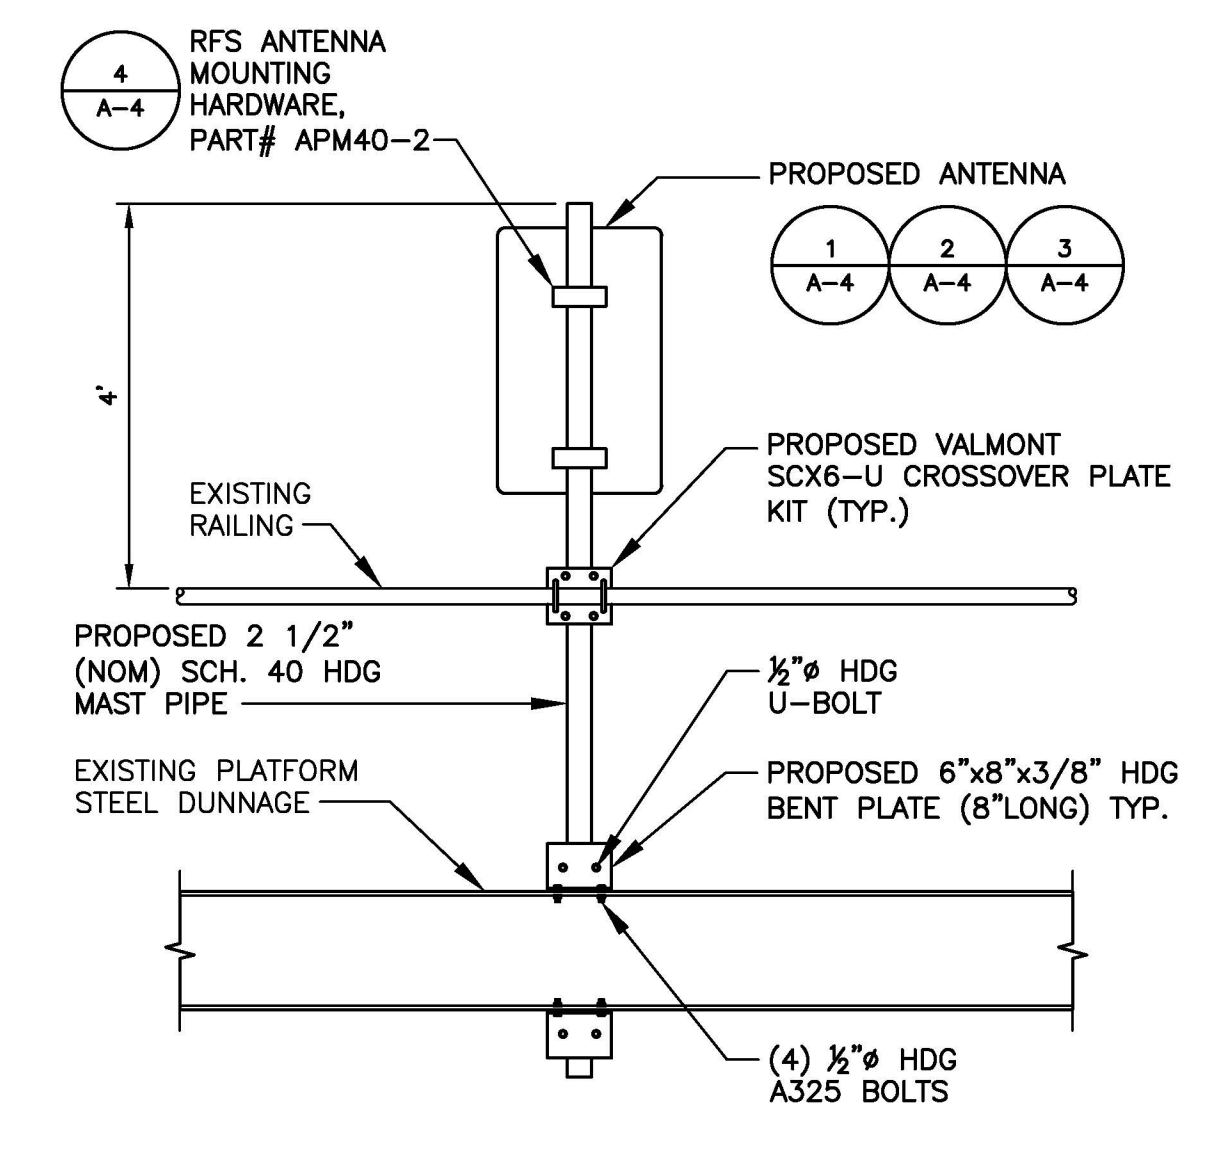 4
A-4
RFS ANTENNA
MOUNTING
HARDWARE,
PART# APM40-2
PROPOSED ANTENNA
1
A-4
2
A-4
3
A-4
4'
PROPOSED VALMONT
SCX6-U CROSSOVER PLATE
KIT (TYP.)
EXISTING
RAILING
PROPOSED 2 1/2"
(NOM) SCH. 40 HDG
MAST PIPE
½"ø HDG
U-BOLT
EXISTING PLATFORM
STEEL DUNNAGE
PROPOSED 6"x8"x3/8" HDG
BENT PLATE (8"LONG) TYP.
(4) ½"ø HDG
A325 BOLTS